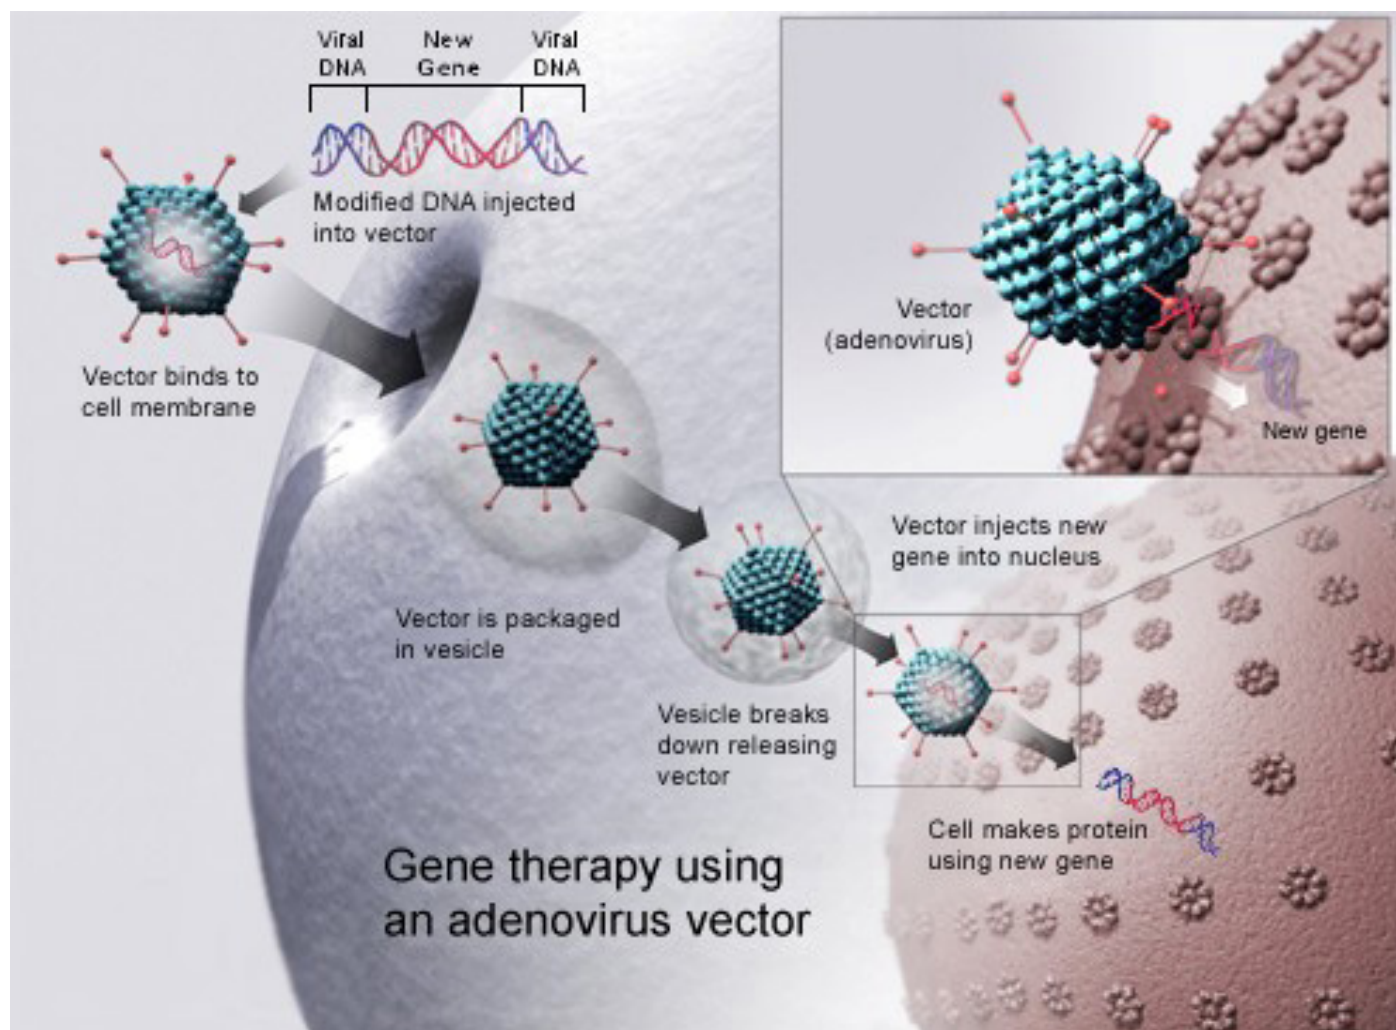 Viral
DNA
New
Gene
Viral
DNA
Modified DNA injected
into vector
Vector binds to
cell membrane
Vector
(adenovirus)
New gene
Vector injects new
gene into nucleus
Vector is packaged
in vesicle
Vesicle breaks
down releasing
vector
Cell makes protein
using new gene
Gene therapy using
an adenovirus vector